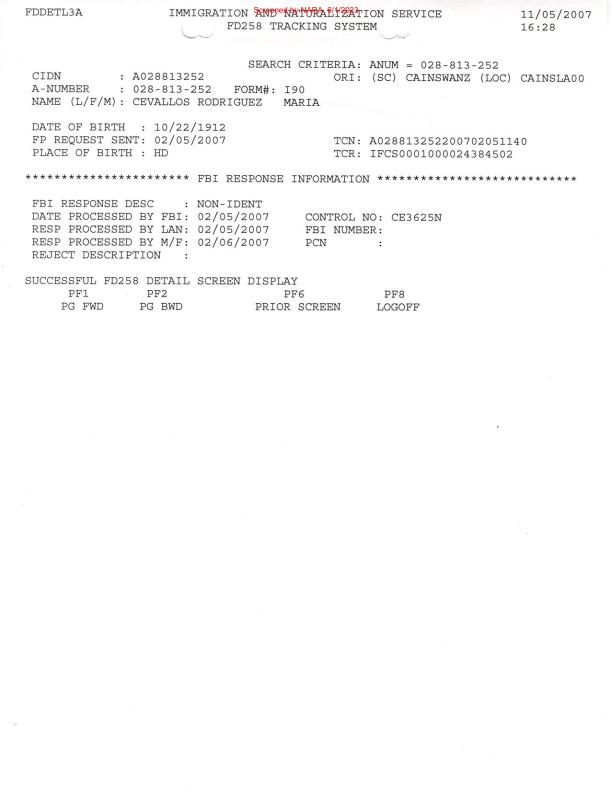 FDDETL3A IMMIGRATION AND NATURALIZATION SERVICE 11/05/2007
Screened by NARA, 6/1/2023
FD258 TRACKING SYSTEM 16:28
SEARCH CRITERIA: ANUM = 028-813-252
CIDN : A028813252 ORI: (SC) CAINSWANZ (LOC) CAINSLA00
A-NUMBER : 028-813-252 FORM#: I90
NAME (L/F/M): CEVALLOS RODRIGUEZ MARIA
DATE OF BIRTH : 10/22/1912
FP REQUEST SENT: 02/05/2007 TCN: A028813252200702051140
PLACE OF BIRTH : HD TCR: IFCS0001000024384502
*********************** FBI RESPONSE INFORMATION ****************************
FBI RESPONSE DESC : NON-IDENT
DATE PROCESSED BY FBI: 02/05/2007 CONTROL NO: CE3625N
RESP PROCESSED BY LAN: 02/05/2007 FBI NUMBER:
RESP PROCESSED BY M/F: 02/06/2007 PCN :
REJECT DESCRIPTION :
SUCCESSFUL FD258 DETAIL SCREEN DISPLAY
PF1 PF2 PF6 PF8
PG FWD PG BWD PRIOR SCREEN LOGOFF